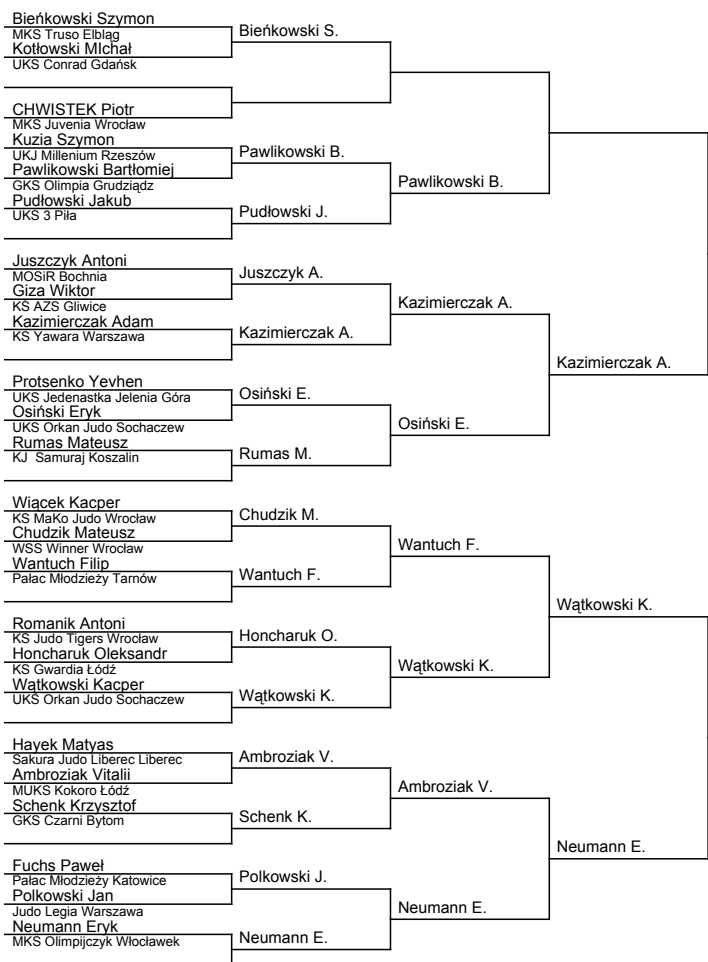 Bieńkowski Szymon
MKS Truso Elbląg
Kotłowski MIchał
UKS Conrad Gdańsk
CHWISTEK Piotr
MKS Juvenia Wrocław
Kuzia Szymon
UKJ Millenium Rzeszów
Pawlikowski Bartłomiej
GKS Olimpia Grudziądz
Pudłowski Jakub
UKS 3 Piła
Juszczyk Antoni
MOSiR Bochnia
Giza Wiktor
KŚ AZS Gliwice
Kazimierczak Adam
KS Yawara Warszawa
Protsenko Yevhen
UKS Jedenastka Jelenia Góra
Osiński Eryk
UKS Orkan Judo Sochaczew
Rumas Mateusz
KJ Samuraj Koszalin
Wiącek Kacper
KS MaKo Judo Wrocław
Chudzik Mateusz
WSS Winner Wrocław
Wantuch Filip
Pałac Młodzieży Tarnów
Romanik Antoni
KS Judo Tigers Wrocław
Honcharuk Oleksandr
KS Gwardia Łódź
Wątkowski Kacper
UKS Orkan Judo Sochaczew
Hayek Matyas
Sakura Judo Liberec Liberec
Ambroziak Vitalii
MUKS Kokoro Łódź
Schenk Krzysztof
GKS Czarni Bytom
Fuchs Paweł
Pałac Młodzieży Katowice
Polkowski Jan
Judo Legia Warszawa
Neumann Eryk
MKS Olimpijczyk Włocławek
Bieńkowski S.
Pawlikowski B.
Pudłowski J.
Juszczyk A.
Kazimierczak A.
Osiński E.
Rumas M.
Chudzik M.
Wantuch F.
Honcharuk O.
Wątkowski K.
Ambroziak V.
Schenk K.
Polkowski J.
Neumann E.
Pawlikowski B.
Kazimierczak A.
Osiński E.
Wantuch F.
Wątkowski K.
Ambroziak V.
Neumann E.
Kazimierczak A.
Wątkowski K.
Neumann E.